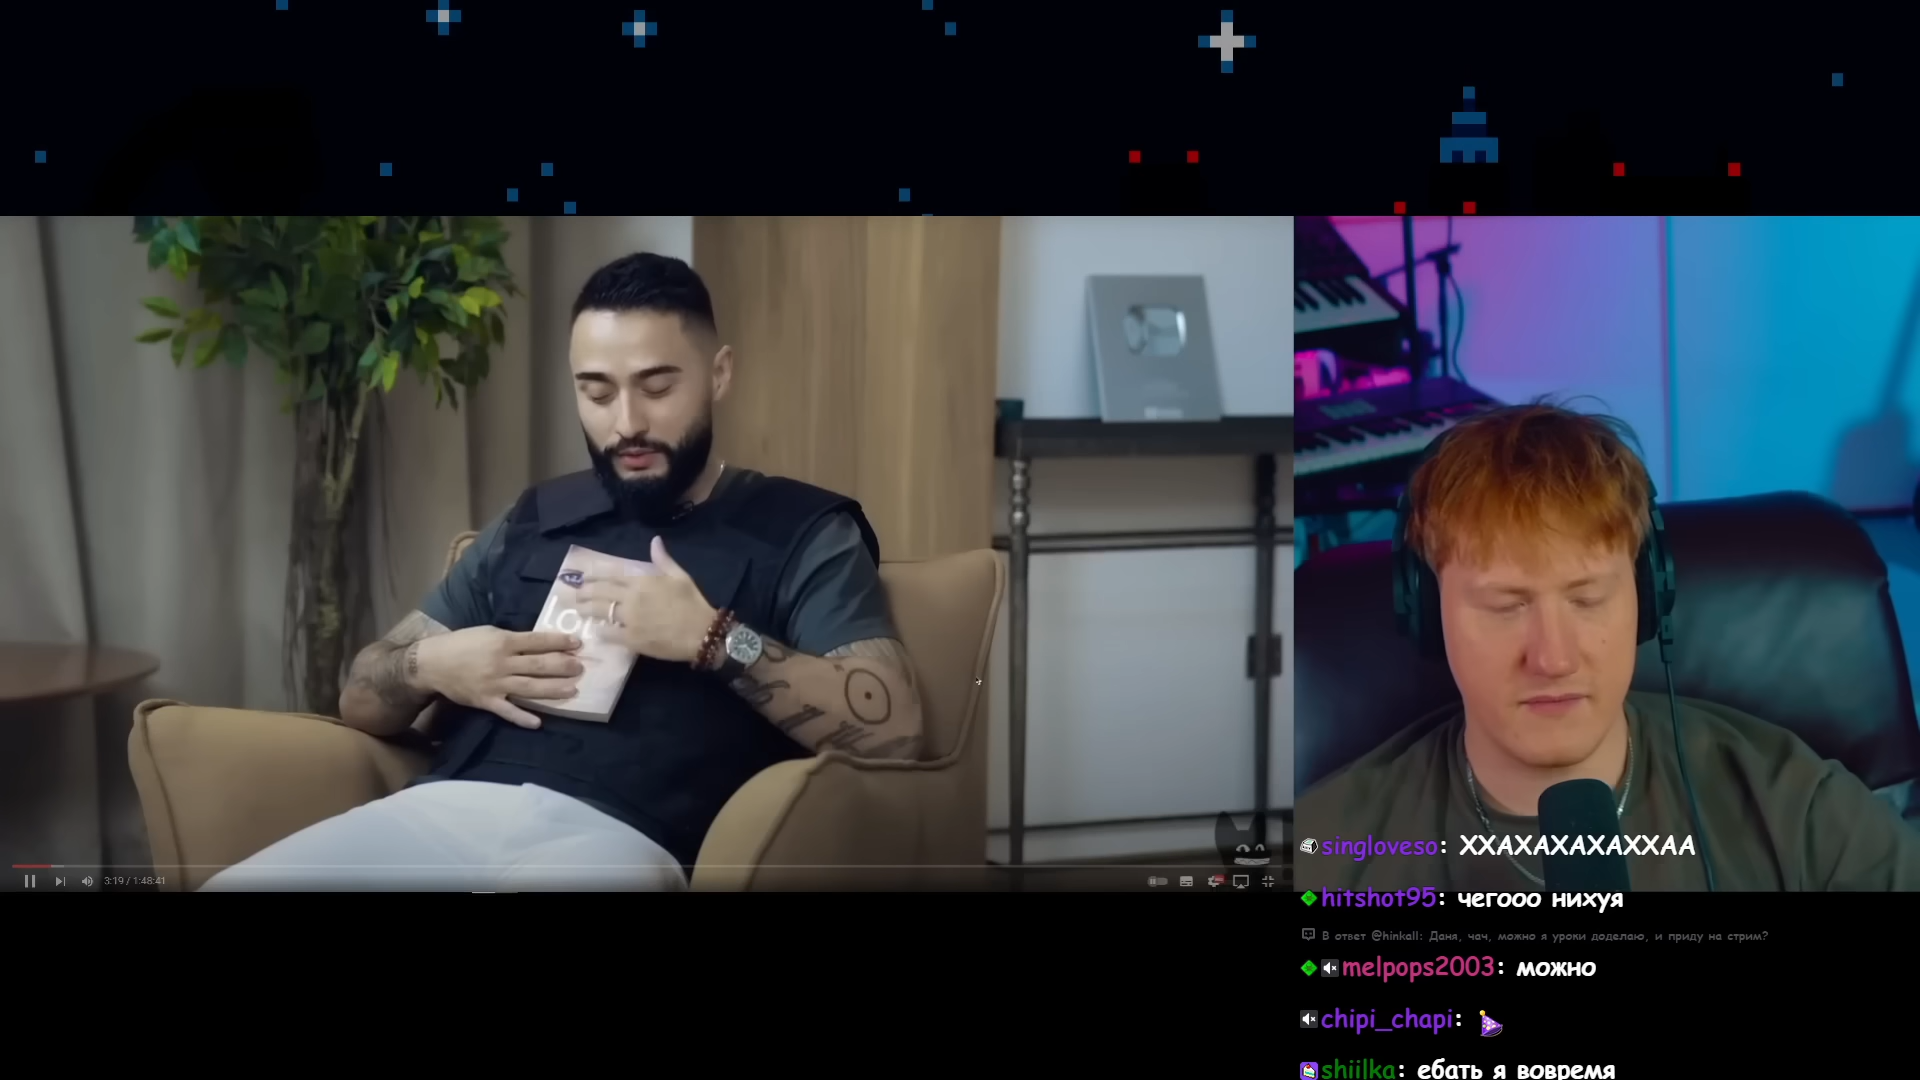 3:19 / 1:48:41
singloveso: ХХАХАХАХАХХАА
hitshot95: чегооо нихуя
В ответ @hinkall: Даня, чач, можно я уроки доделаю, и приду на стрим?
melpops2003: можно
chipi_chapi:
shiilka: ебать я вовремя